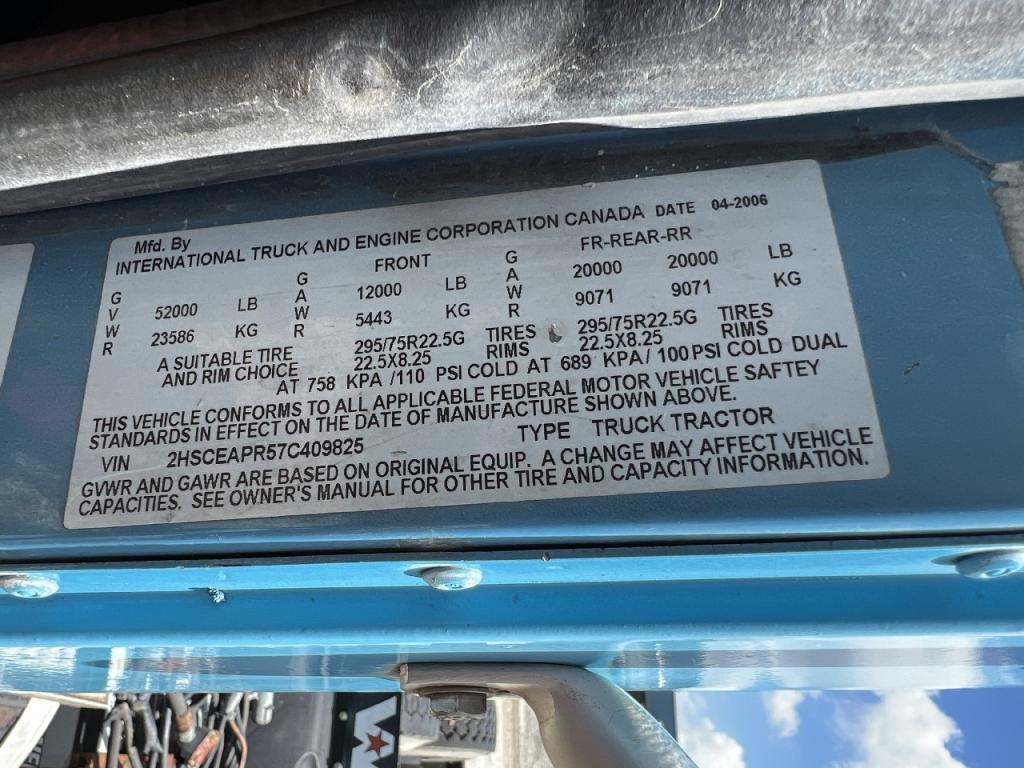 Mfd. By
INTERNATIONAL TRUCK AND ENGINE CORPORATION CANADA DATE 04-2006
GVWR 52000 LB GAWR FRONT 12000 LB GAWR FR-REAR-RR 20000 20000 LB
23586 KG 5443 KG 9071 9071 KG
A SUITABLE TIRE 295/75R22.5G TIRES 295/75R22.5G TIRES
AND RIM CHOICE 22.5X8.25 RIMS 22.5X8.25 RIMS
AT 758 KPA/110 PSI COLD AT 689 KPA/100PSI COLD DUAL
THIS VEHICLE CONFORMS TO ALL APPLICABLE FEDERAL MOTOR VEHICLE SAFTEY
STANDARDS IN EFFECT ON THE DATE OF MANUFACTURE SHOWN ABOVE.
VIN 2HSCEAPR57C409825 TYPE TRUCK TRACTOR
GVWR AND GAWR ARE BASED ON ORIGINAL EQUIP. A CHANGE MAY AFFECT VEHICLE
CAPACITIES. SEE OWNER'S MANUAL FOR OTHER TIRE AND CAPACITY INFORMATION.